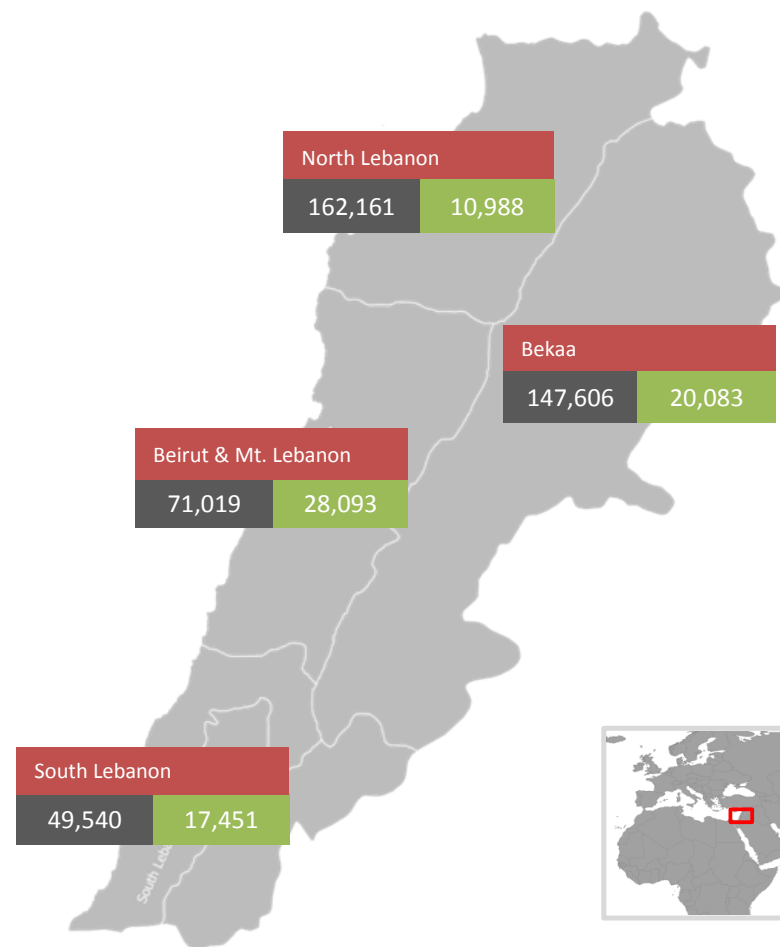 North Lebanon
162,161 10,988
Bekaa
147,606 20,083
Beirut & Mt. Lebanon
71,019 28,093
South Lebanon
49,540 17,451
South